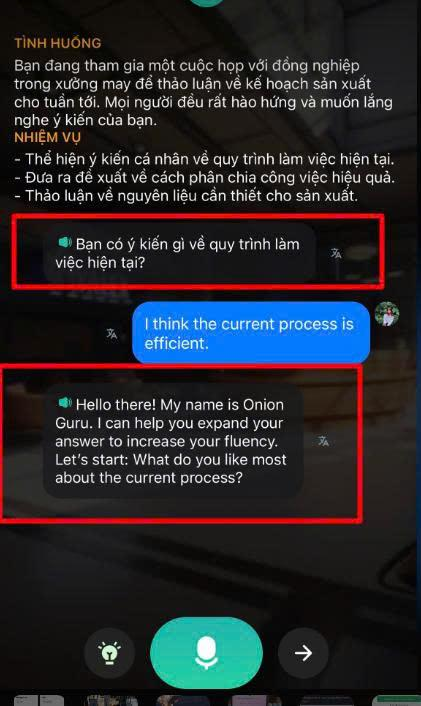 TÌNH HUỐNG
Bạn đang tham gia một cuộc họp với đồng nghiệp
trong xưởng may để thảo luận về kế hoạch sản xuất
cho tuần tới. Mọi người đều rất hào hứng và muốn lắng
nghe ý kiến của bạn.
NHIỆM VỤ
- Thể hiện ý kiến cá nhân về quy trình làm việc hiện tại.
- Đưa ra đề xuất về cách phân chia công việc hiệu quả.
- Thảo luận về nguyên liệu cần thiết cho sản xuất.
Bạn có ý kiến gì về quy trình làm
việc hiện tại?
I think the current process is
efficient.
Hello there! My name is Onion
Guru. I can help you expand your
answer to increase your fluency.
Let's start: What do you like most
about the current process?